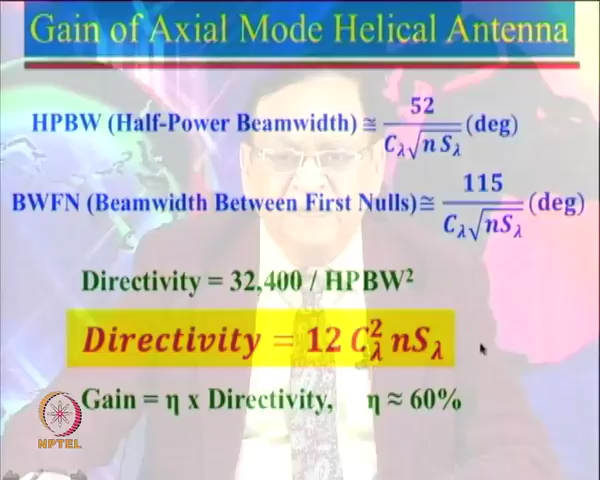 Gain of Axial Mode Helical Antenna
HPBW (Half-Power Beamwidth) ≅ 52 / C_λ√n S_λ (deg)
BWFN (Beamwidth Between First Nulls) ≅ 115 / C_λ√nS_λ (deg)
Directivity = 32,400 / HPBW²
Directivity = 12 C_λ² nS_λ
Gain = η x Directivity, η ≈ 60%
NPTEL